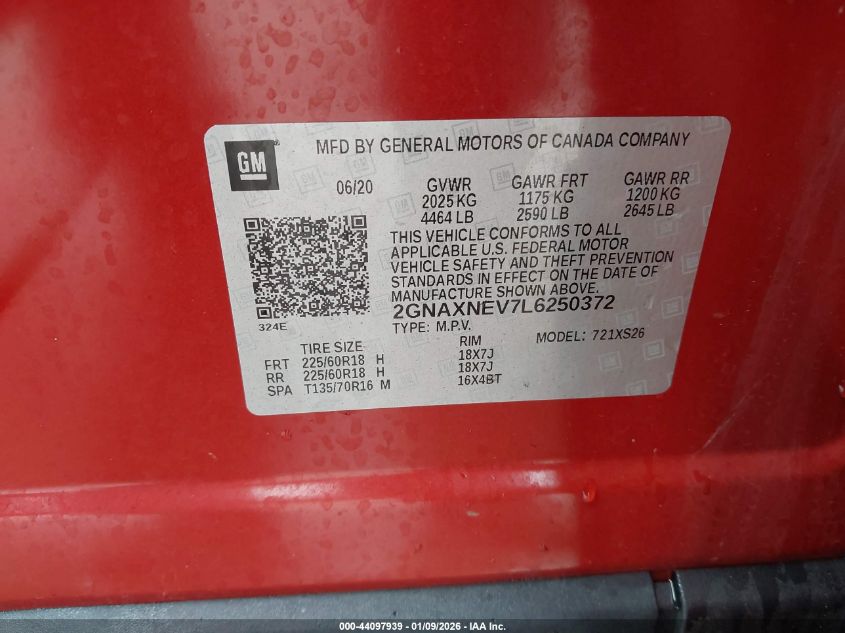 GM
MFD BY GENERAL MOTORS OF CANADA COMPANY
06/20 GVWR GAWR FRT GAWR RR
2025 KG 1175 KG 1200 KG
4464 LB 2590 LB 2645 LB
THIS VEHICLE CONFORMS TO ALL
APPLICABLE U.S. FEDERAL MOTOR
VEHICLE SAFETY AND THEFT PREVENTION
STANDARDS IN EFFECT ON THE DATE OF
MANUFACTURE SHOWN ABOVE.
2GNAXNEV7L6250372
324E
TYPE: M.P.V. MODEL: 721XS26
TIRE SIZE RIM
FRT 225/60R18 H 18X7J
RR 225/60R18 H 18X7J
SPA T135/70R16 M 16X4BT
000-44097939 - 01/09/2026 - IAA Inc.